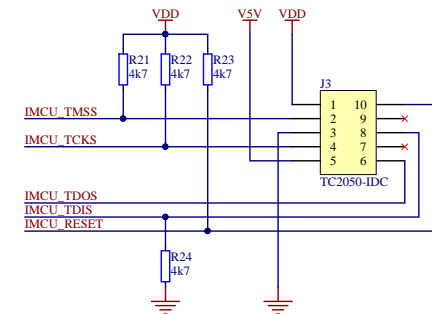 VDD
V5V
VDD
R21
4k7
R22
4k7
R23
4k7
J3
1 10
2 9
3 8
4 7
5 6
TC2050-IDC
IMCU_TMSS
IMCU_TCKS
IMCU_TDOS
IMCU_TDIS
IMCU_RESET
R24
4k7